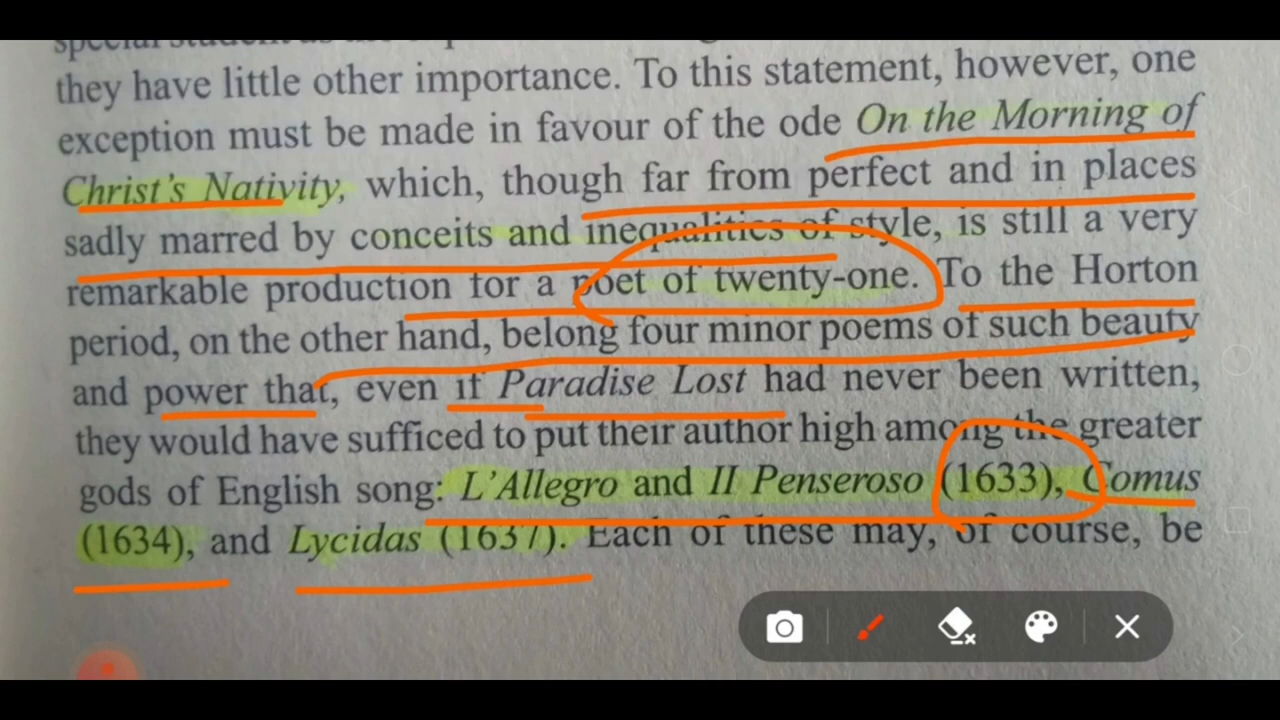 special student
they have little other importance. To this statement, however, one
exception must be made in favour of the ode On the Morning of
Christ's Nativity, which, though far from perfect and in places
sadly marred by conceits and inequalities of style, is still a very
remarkable production for a poet of twenty-one. To the Horton
period, on the other hand, belong four minor poems of such beauty
and power that, even if Paradise Lost had never been written,
they would have sufficed to put their author high among the greater
gods of English song: L'Allegro and II Penseroso (1633), Comus
(1634), and Lycidas (1637). Each of these may, of course, be